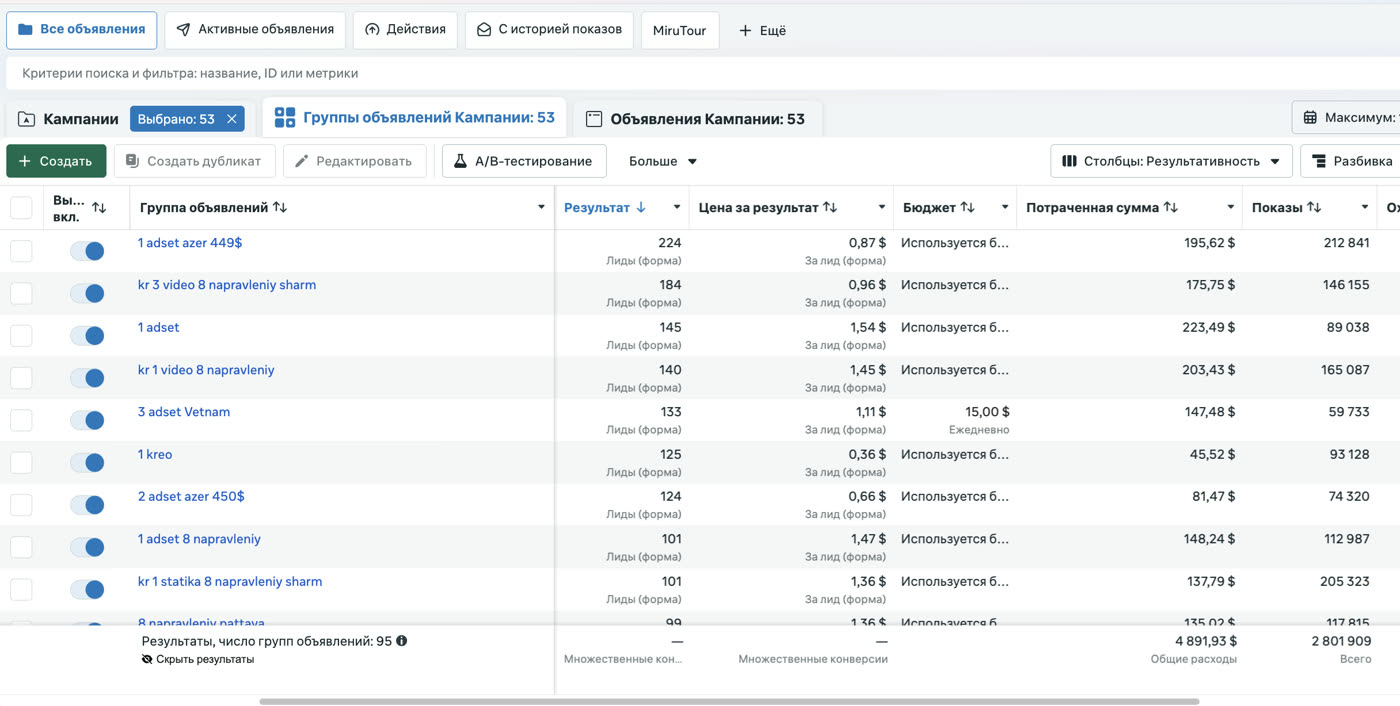 Все объявления
Активные объявления
Действия
С историей показов
MiruTour
Ещё
Критерии поиска и фильтра: название, ID или метрики
Кампании
Выбрано: 53
Группы объявлений Кампании: 53
Объявления Кампании: 53
Максимум:
Создать
Создать дубликат
Редактировать
A/B-тестирование
Больше
Столбцы: Результативность
Разбивка
Вы...
вкл.
Группа объявлений
Результат
Цена за результат
Бюджет
Потраченная сумма
Показы
1 adset azer 449$ 224 0,87 $ Используется б... 195,62 $ 212 841
Лиды (форма) За лид (форма)
kr 3 video 8 napravleniy sharm 184 0,96 $ Используется б... 175,75 $ 146 155
Лиды (форма) За лид (форма)
1 adset 145 1,54 $ Используется б... 223,49 $ 89 038
Лиды (форма) За лид (форма)
kr 1 video 8 napravleniy 140 1,45 $ Используется б... 203,43 $ 165 087
Лиды (форма) За лид (форма)
3 adset Vetnam 133 1,11 $ 15,00 $ 147,48 $ 59 733
Лиды (форма) За лид (форма) Ежедневно
1 kreo 125 0,36 $ Используется б... 45,52 $ 93 128
Лиды (форма) За лид (форма)
2 adset azer 450$ 124 0,66 $ Используется б... 81,47 $ 74 320
Лиды (форма) За лид (форма)
1 adset 8 napravleniy 101 1,47 $ Используется б... 148,24 $ 112 987
Лиды (форма) За лид (форма)
kr 1 statika 8 napravleniy sharm 101 1,36 $ Используется б... 137,79 $ 205 323
Лиды (форма) За лид (форма)
8 napravleniy pattaya 99 1,36 $ Используется б... 135,02 $ 117 815
Результаты, число групп объявлений: 95 — — 4 891,93 $ 2 801 909
Скрыть результаты Множественные кон... Множественные конверсии Общие расходы Всего